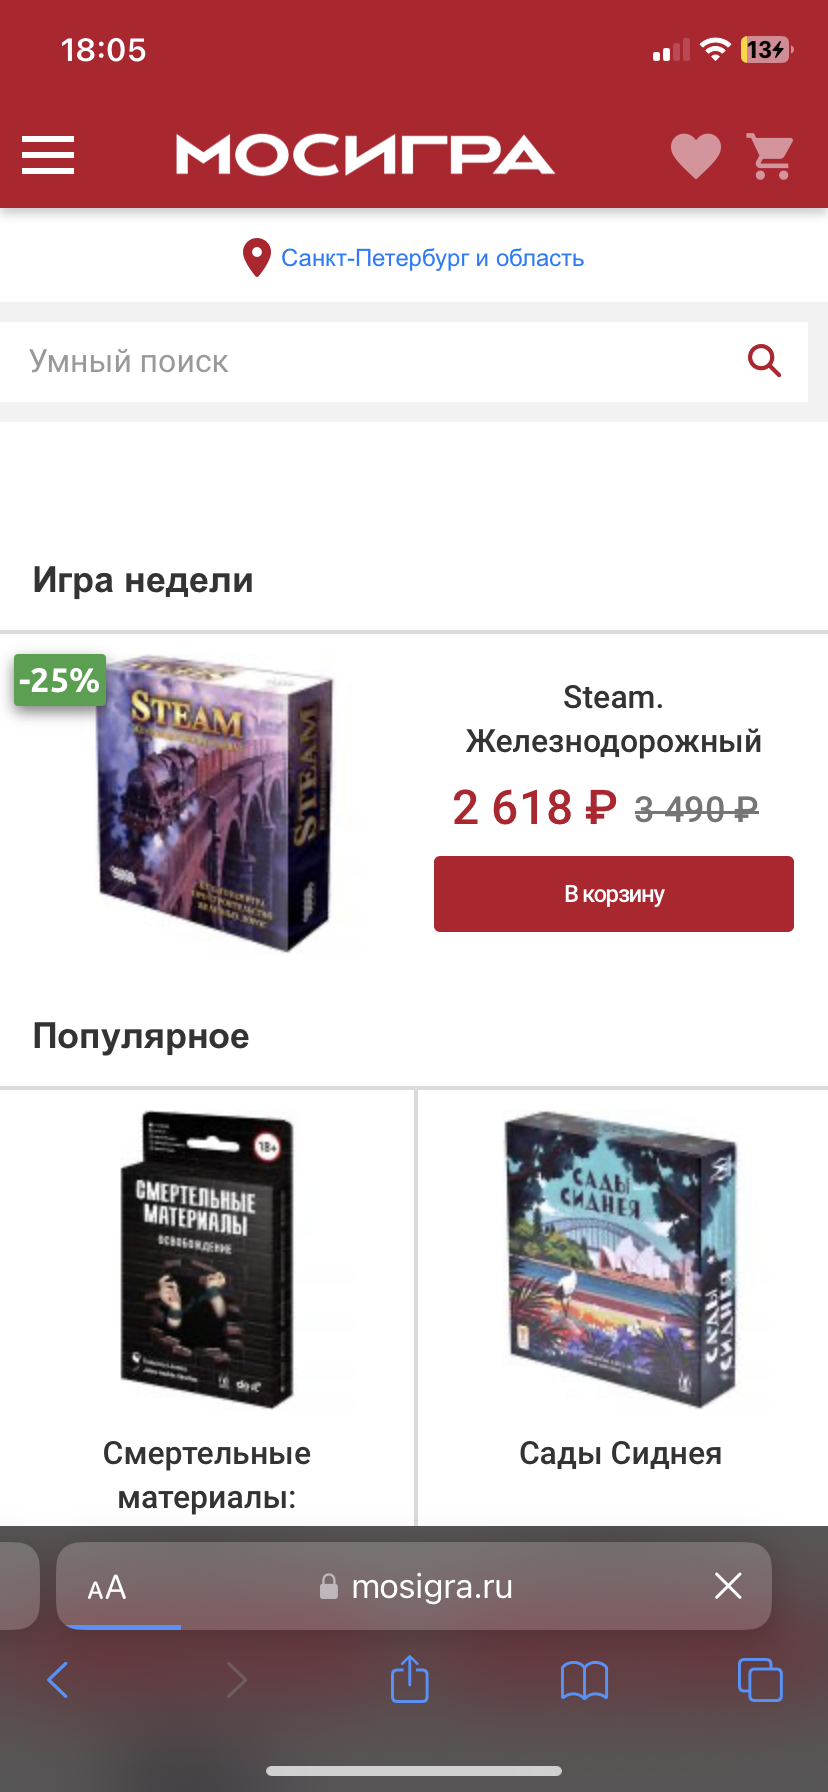 18:05
13
МОСИГРА
Санкт-Петербург и область
Умный поиск
Игра недели
-25%
STEAM
STEAM
Steam.
Железнодорожный
2 618 ₽ 3 490 ₽
В корзину
Популярное
18+
СМЕРТЕЛЬНЫЕ
МАТЕРИАЛЫ
ОСВОБОЖДЕНИЕ
САДЫ
СИДНЕЯ
САДЫ
СИДНЕЯ
Смертельные
материалы:
Сады Сиднея
AA
mosigra.ru